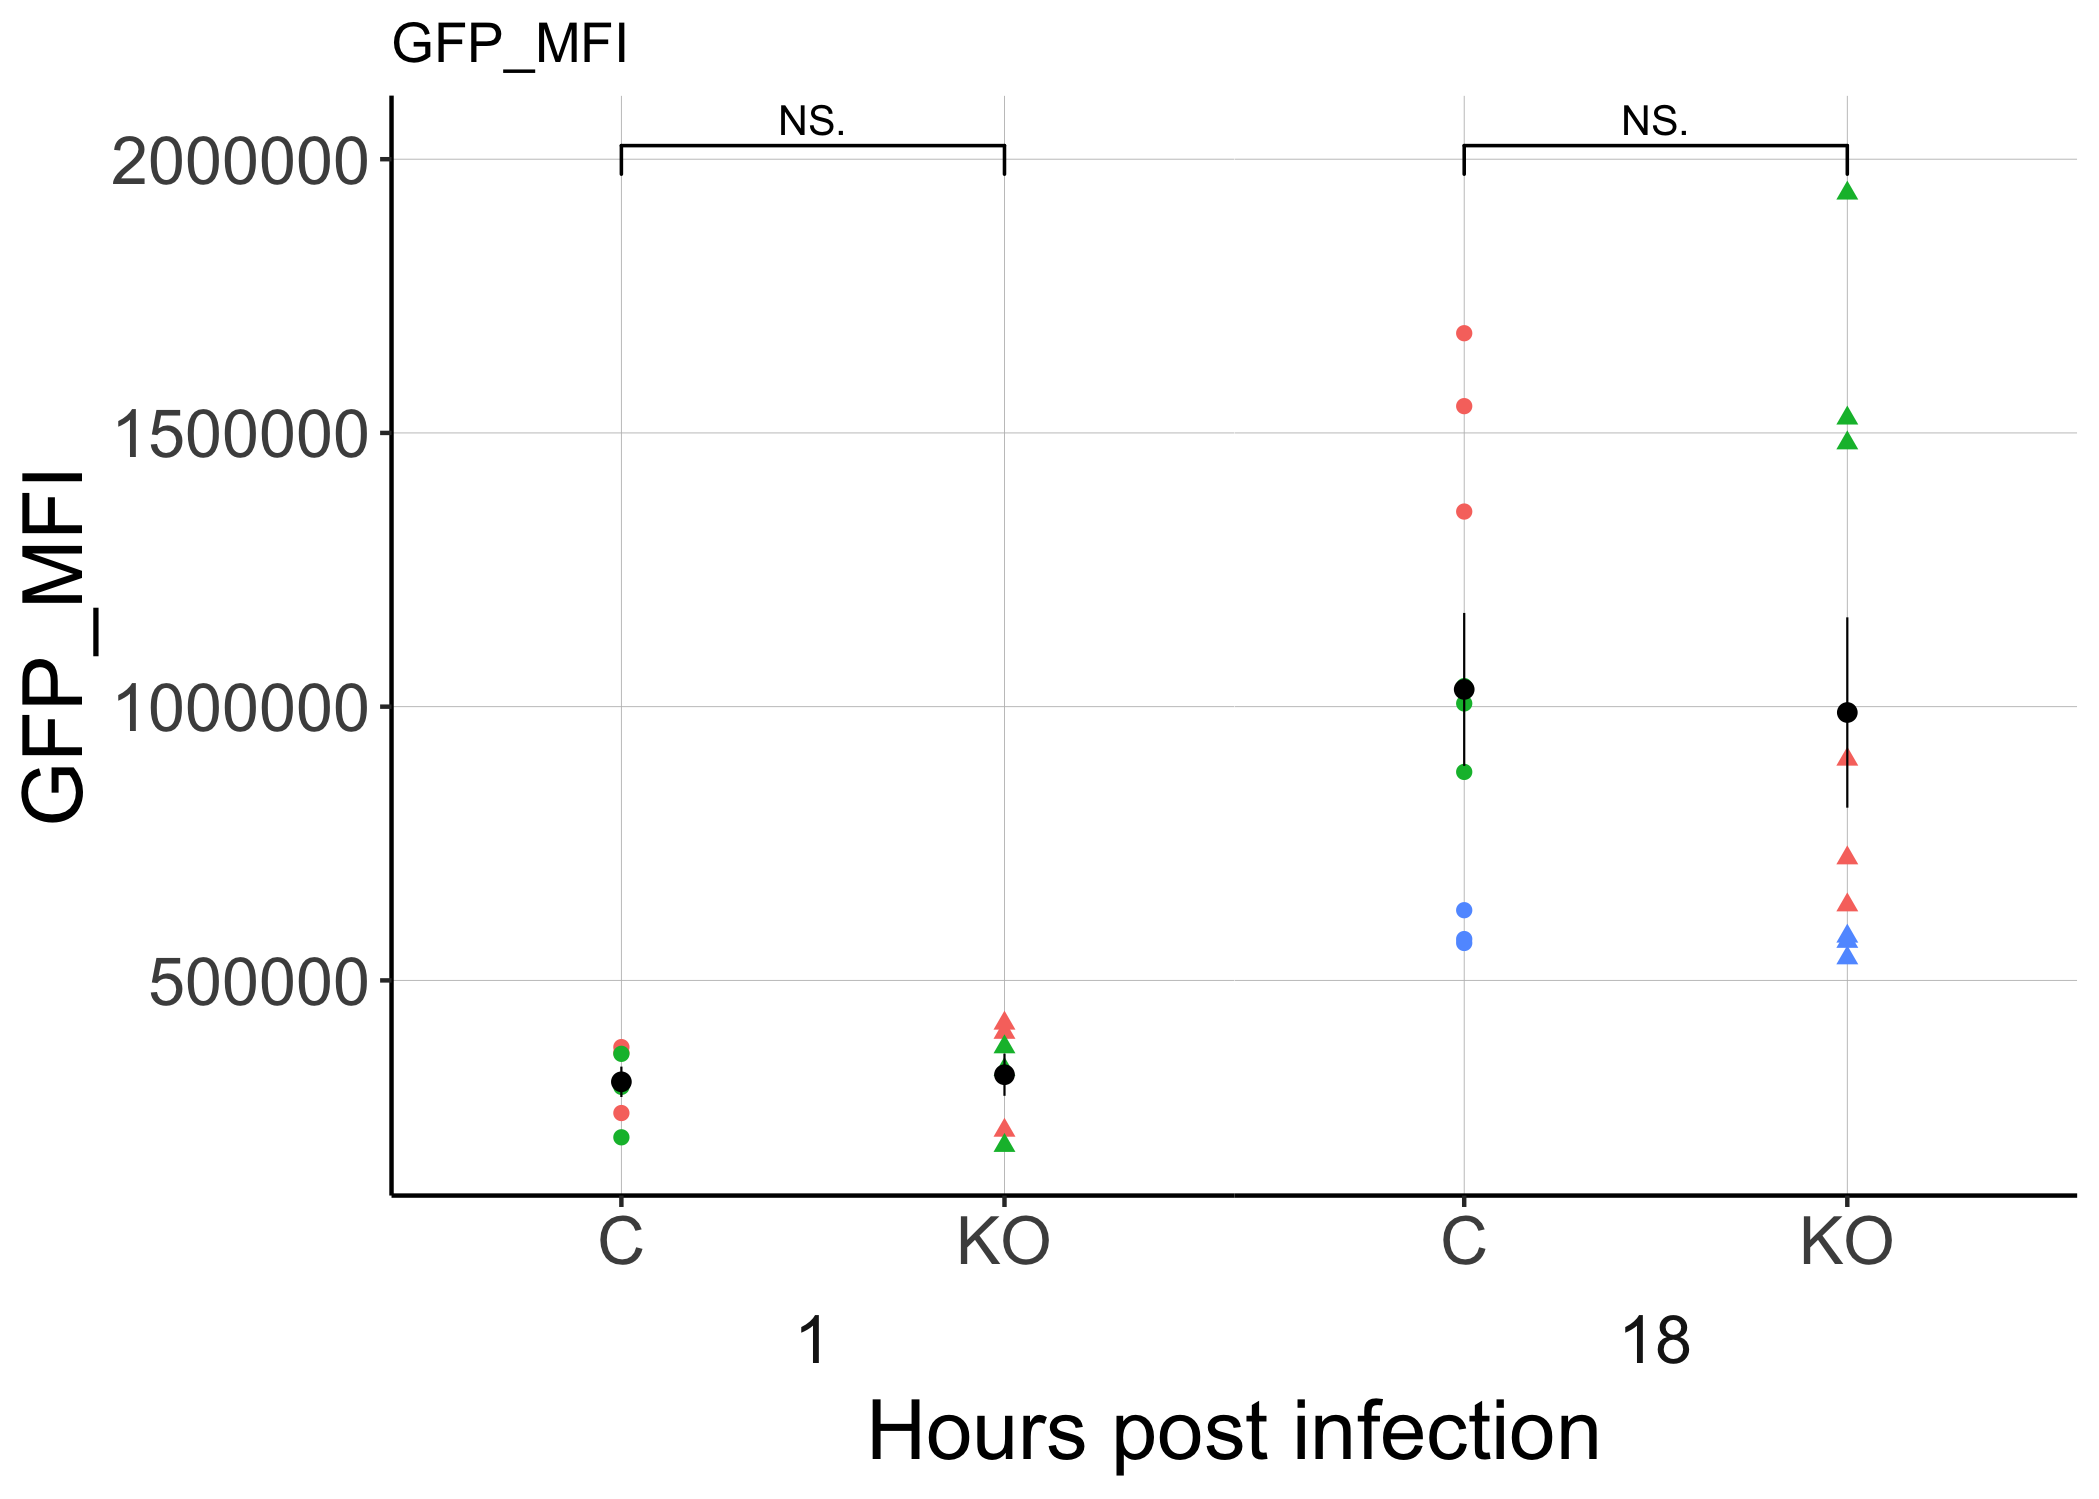 GFP_MFI
NS.
NS.
2000000
1500000
1000000
500000
GFP_MFI
C
KO
C
KO
1
18
Hours post infection